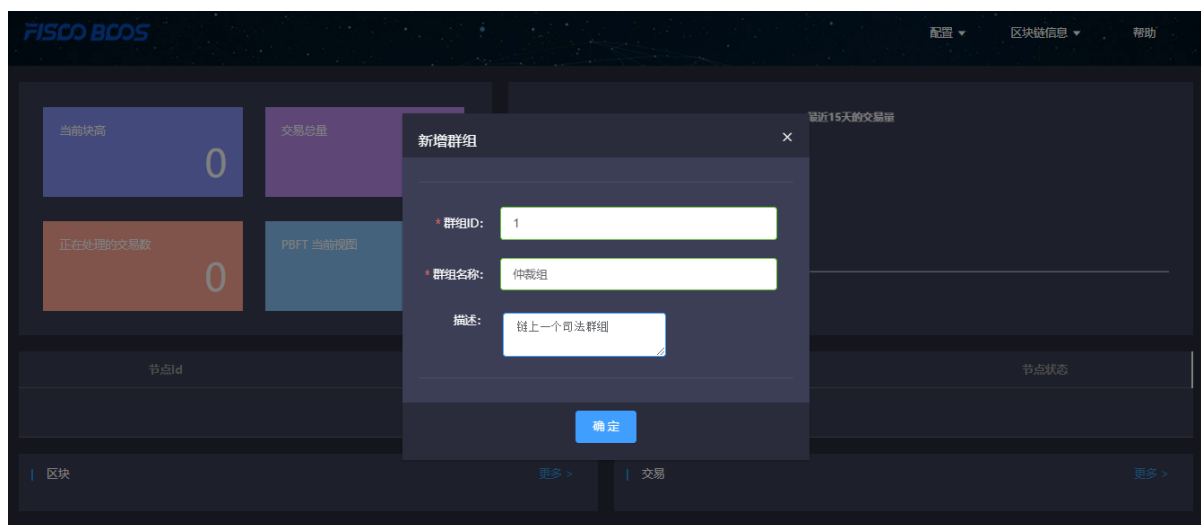 FISCO BCOS
配置 ▼
区块链信息 ▼
帮助
当前块高
0
交易总量
正在处理的交易数
0
PBFT 当前视图
最近15天的交易量
新增群组
×
* 群组ID:
1
* 群组名称:
仲裁组
描述:
链上一个司法群组
确定
节点Id
节点状态
区块
更多 >
交易
更多 >